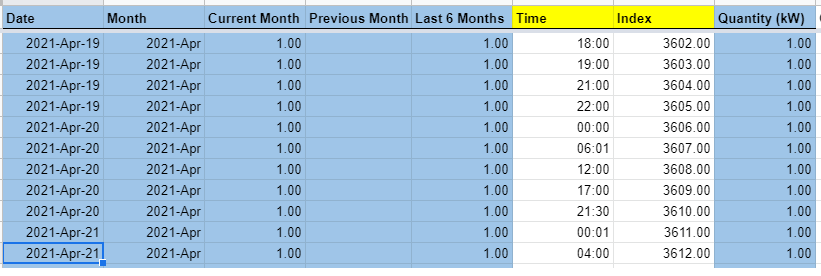 Date Month Current Month Previous Month Last 6 Months Time Index Quantity (kW)
2021-Apr-19 2021-Apr 1.00 1.00 18:00 3602.00 1.00
2021-Apr-19 2021-Apr 1.00 1.00 19:00 3603.00 1.00
2021-Apr-19 2021-Apr 1.00 1.00 21:00 3604.00 1.00
2021-Apr-19 2021-Apr 1.00 1.00 22:00 3605.00 1.00
2021-Apr-20 2021-Apr 1.00 1.00 00:00 3606.00 1.00
2021-Apr-20 2021-Apr 1.00 1.00 06:01 3607.00 1.00
2021-Apr-20 2021-Apr 1.00 1.00 12:00 3608.00 1.00
2021-Apr-20 2021-Apr 1.00 1.00 17:00 3609.00 1.00
2021-Apr-20 2021-Apr 1.00 1.00 21:30 3610.00 1.00
2021-Apr-21 2021-Apr 1.00 1.00 00:01 3611.00 1.00
2021-Apr-21 2021-Apr 1.00 1.00 04:00 3612.00 1.00